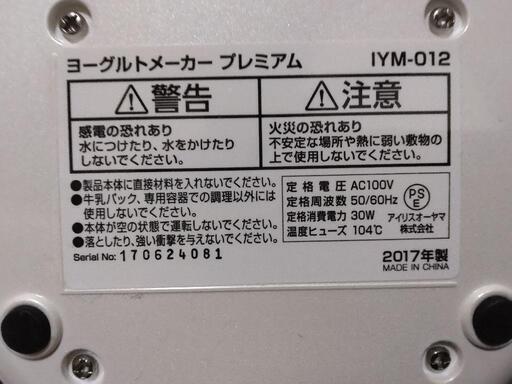 ヨーグルトメーカー プレミアム IYM-012
警告
感電の恐れあり
水につけたり、水をかけたり
しないでください。
注意
火災の恐れあり
不安定な場所や熱に弱い敷物の
上で使用しないでください。
●製品本体に直接材料を入れないでください。
●牛乳パック、専用容器での調理以外には
使用しないでください。
●本体が空の状態で運転しないでください。
●落としたり、強い衝撃を与えないでください。
Serial No: 170624081
定格電圧 AC100V
定格周波数 50/60Hz
定格消費電力 30W
温度ヒューズ 104℃
PSE
アイリスオーヤマ
株式会社
2017年製
MADE IN CHINA